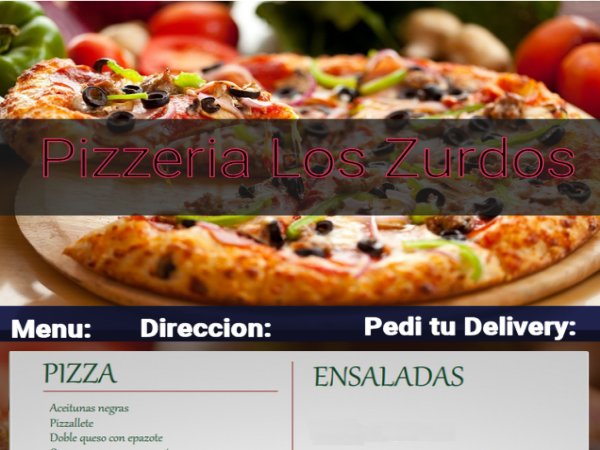 Pizzeria Los Zurdos
Menu:
Direccion:
Pedi tu Delivery:
PIZZA
Aceitunas negras
Pizzallete
Doble queso con epazote
ENSALADAS